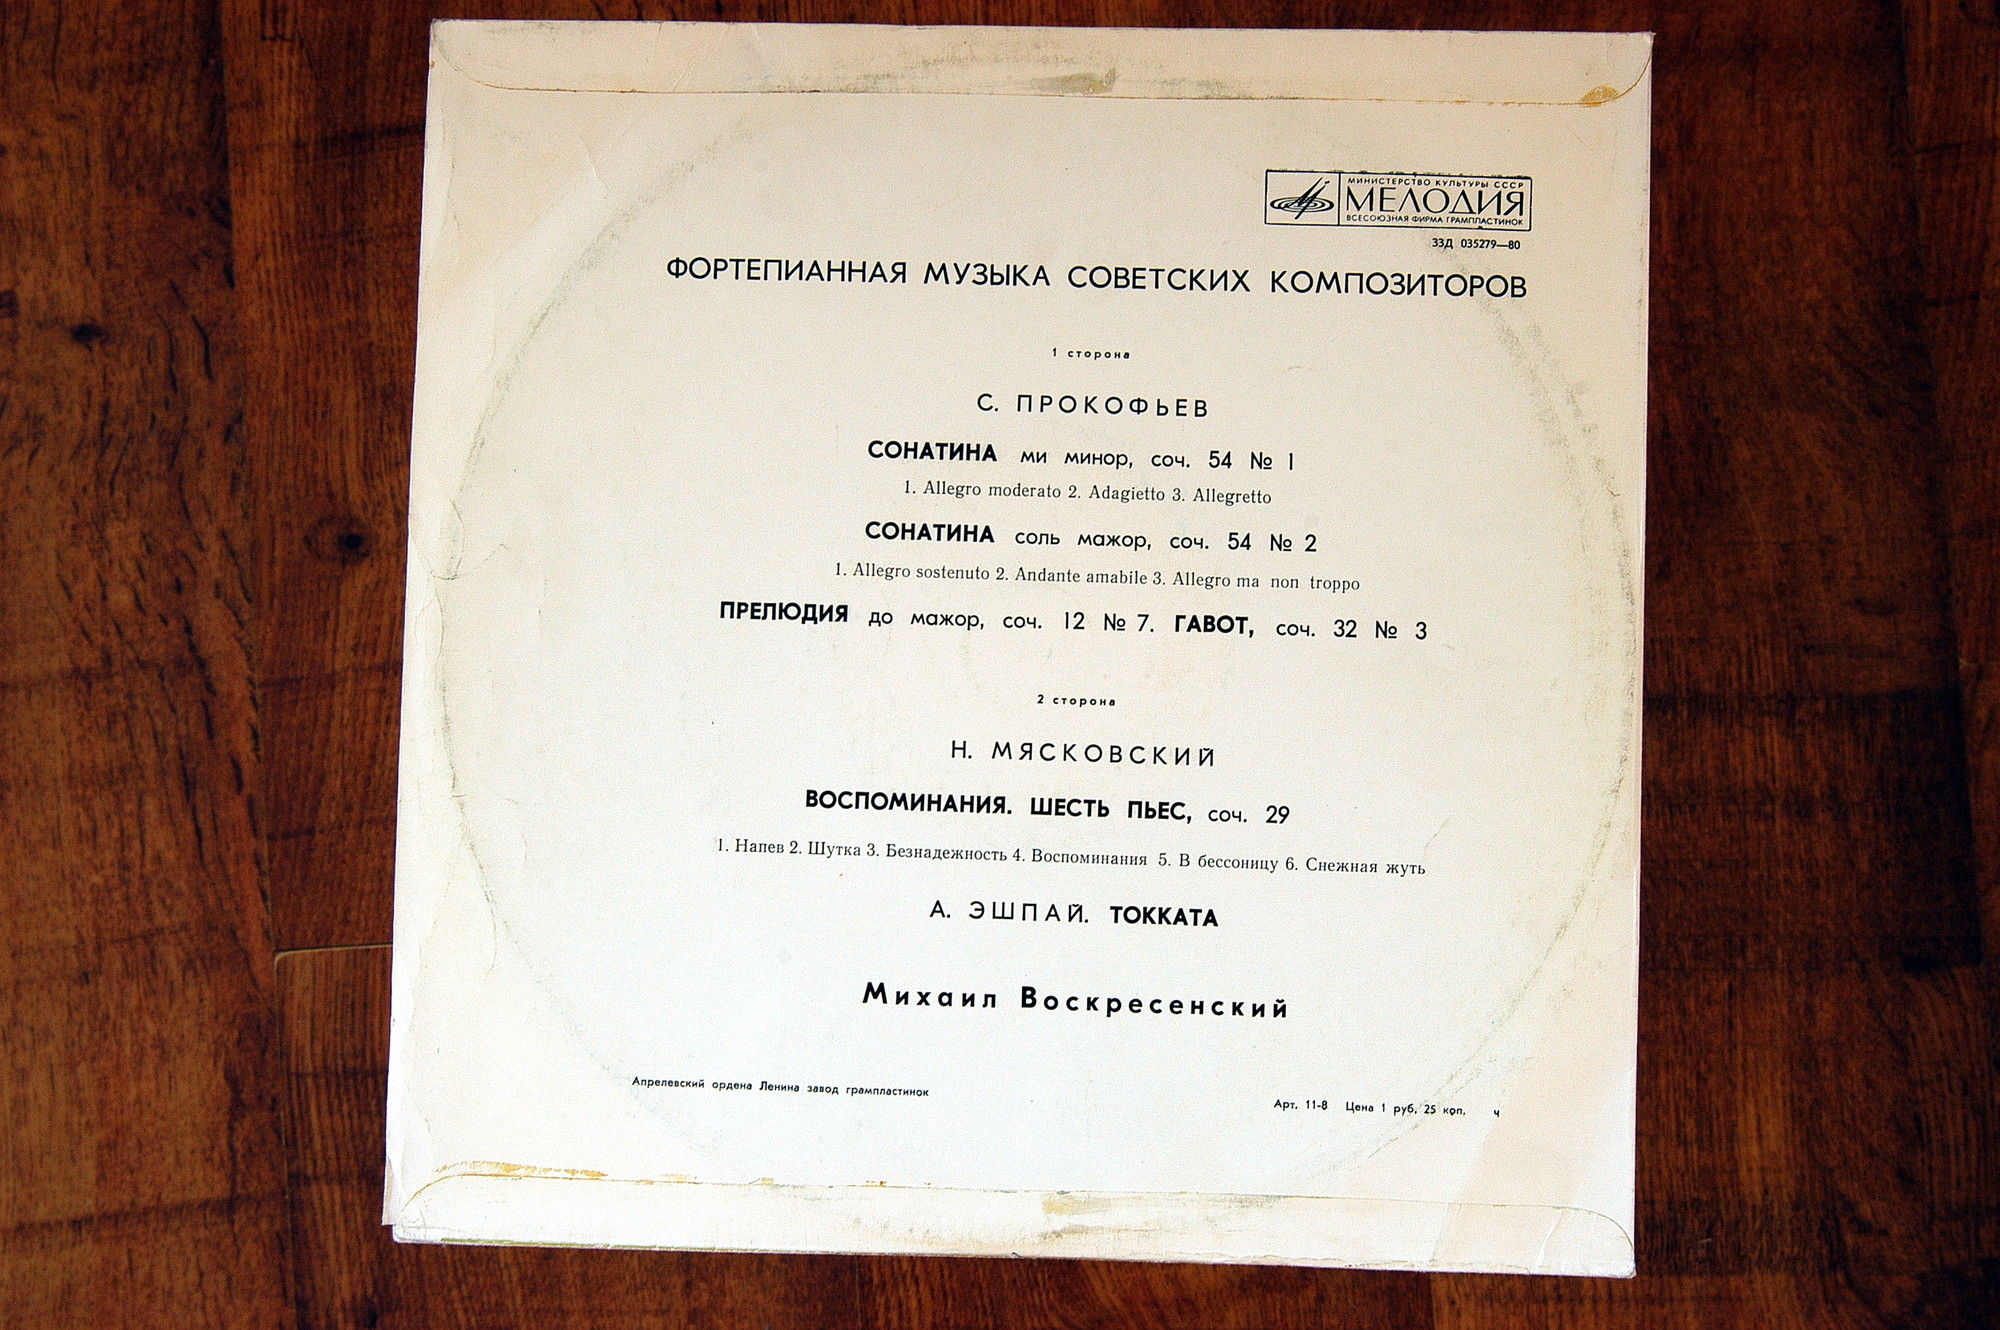 МИНИСТЕРСТВО КУЛЬТУРЫ СССР
МЕЛОДИЯ
ВСЕСОЮЗНАЯ ФИРМА ГРАМПЛАСТИНОК
33Д 035279—80
ФОРТЕПИАННАЯ МУЗЫКА СОВЕТСКИХ КОМПОЗИТОРОВ
1 сторона
С. ПРОКОФЬЕВ
СОНАТИНА ми минор, соч. 54 № 1
1. Allegro moderato 2. Adagietto 3. Allegretto
СОНАТИНА соль мажор, соч. 54 № 2
1. Allegro sostenuto 2. Andante amabile 3. Allegro ma non troppo
ПРЕЛЮДИЯ до мажор, соч. 12 № 7. ГАВОТ, соч. 32 № 3
2 сторона
Н. МЯСКОВСКИЙ
ВОСПОМИНАНИЯ. ШЕСТЬ ПЬЕС, соч. 29
1. Напев 2. Шутка 3. Безнадежность 4. Воспоминания 5. В бессоницу 6. Снежная жуть
А. ЭШПАЙ. ТОККАТА
Михаил Воскресенский
Апрелевский ордена Ленина завод грампластинок
Арт. 11-8 Цена 1 руб. 25 коп. ч